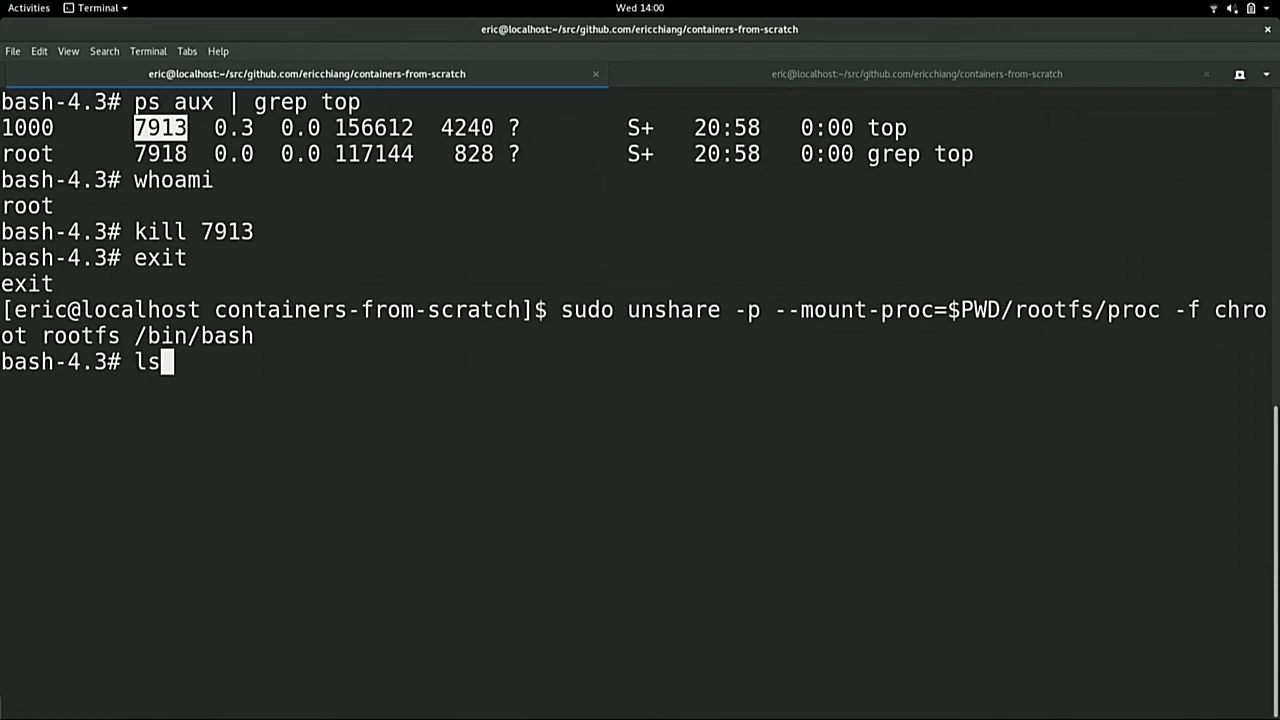 Activities Terminal Wed 14:00
eric@localhost:~/src/github.com/ericchiang/containers-from-scratch
File Edit View Search Terminal Tabs Help
eric@localhost:~/src/github.com/ericchiang/containers-from-scratch eric@localhost:~/src/github.com/ericchiang/containers-from-scratch
bash-4.3# ps aux | grep top
1000 7913 0.3 0.0 156612 4240 ? S+ 20:58 0:00 top
root 7918 0.0 0.0 117144 828 ? S+ 20:58 0:00 grep top
bash-4.3# whoami
root
bash-4.3# kill 7913
bash-4.3# exit
exit
[eric@localhost containers-from-scratch]$ sudo unshare -p --mount-proc=$PWD/rootfs/proc -f chro
ot rootfs /bin/bash
bash-4.3# ls